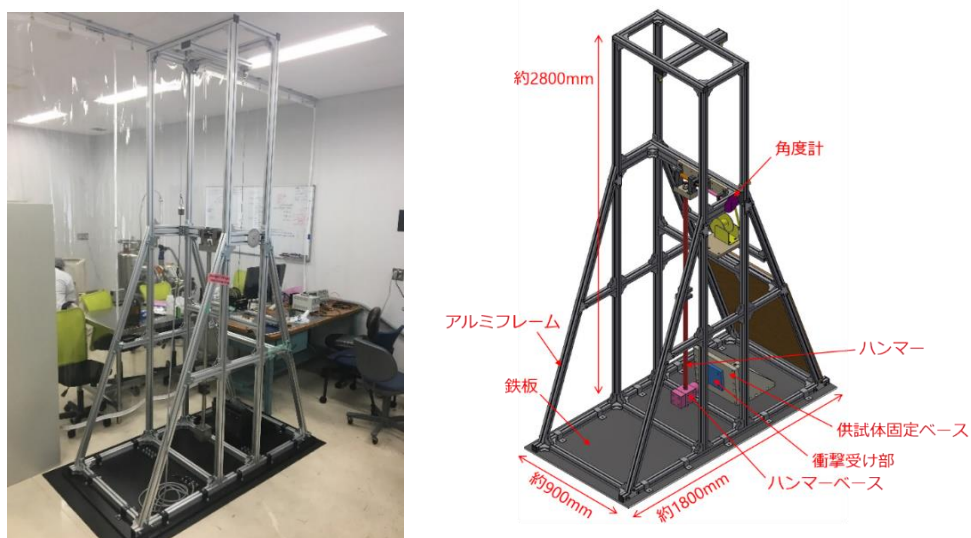 約2800mm
角度計
アルミフレーム
ハンマー
鉄板
供試体固定ベース
衝撃受け部
ハンマーベース
約900mm
約1800mm